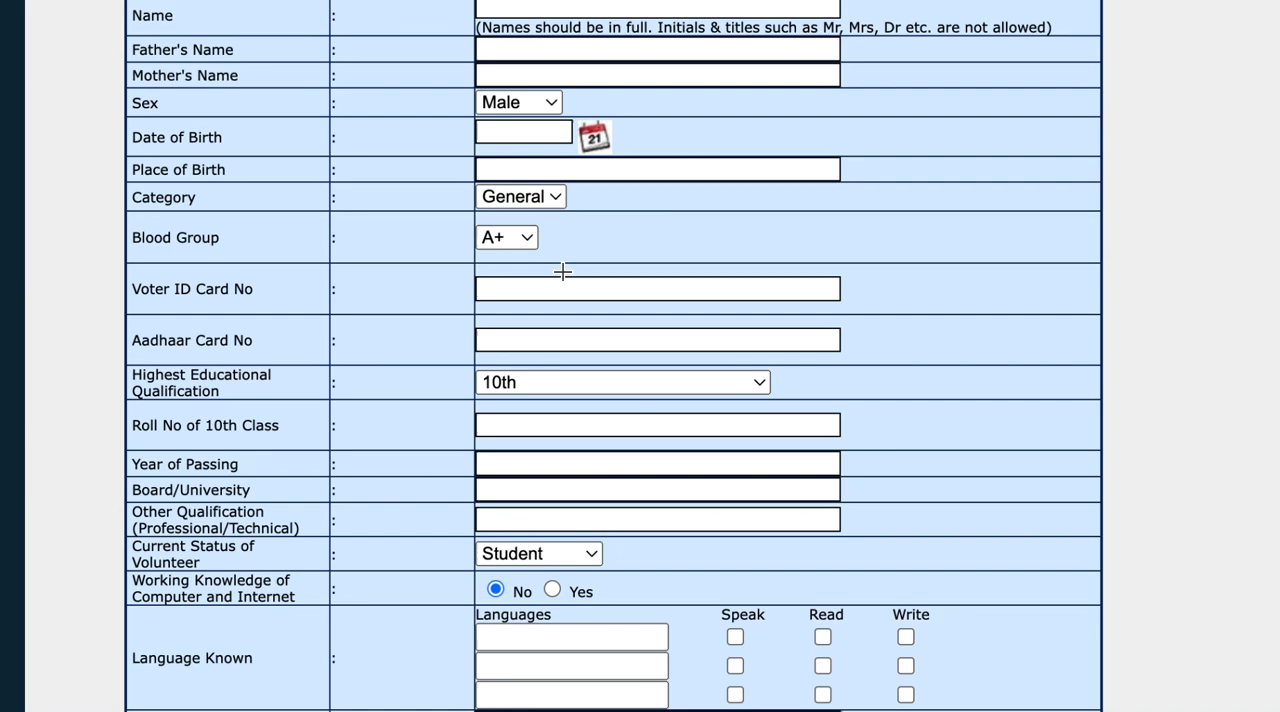 Name :
(Names should be in full. Initials & titles such as Mr, Mrs, Dr etc. are not allowed)
Father's Name :
Mother's Name :
Sex : Male
Date of Birth : 21
Place of Birth :
Category : General
Blood Group : A+
Voter ID Card No :
Aadhaar Card No :
Highest Educational
Qualification : 10th
Roll No of 10th Class :
Year of Passing :
Board/University :
Other Qualification
(Professional/Technical) :
Current Status of
Volunteer : Student
Working Knowledge of
Computer and Internet : No Yes
Languages Speak Read Write
Language Known :